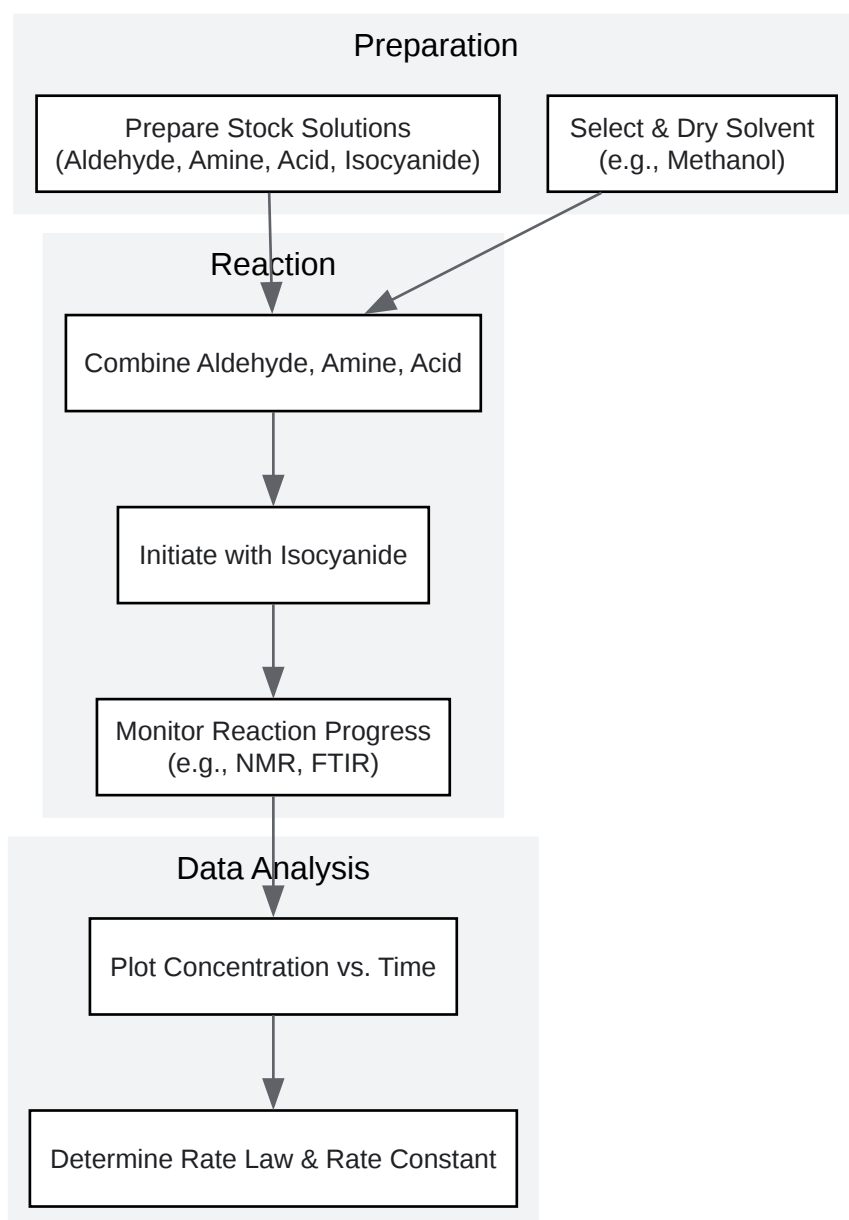 Preparation
Prepare Stock Solutions
(Aldehyde, Amine, Acid, Isocyanide)
Select & Dry Solvent
(e.g., Methanol)
Reaction
Combine Aldehyde, Amine, Acid
Initiate with Isocyanide
Monitor Reaction Progress
(e.g., NMR, FTIR)
Data Analysis
Plot Concentration vs. Time
Determine Rate Law & Rate Constant